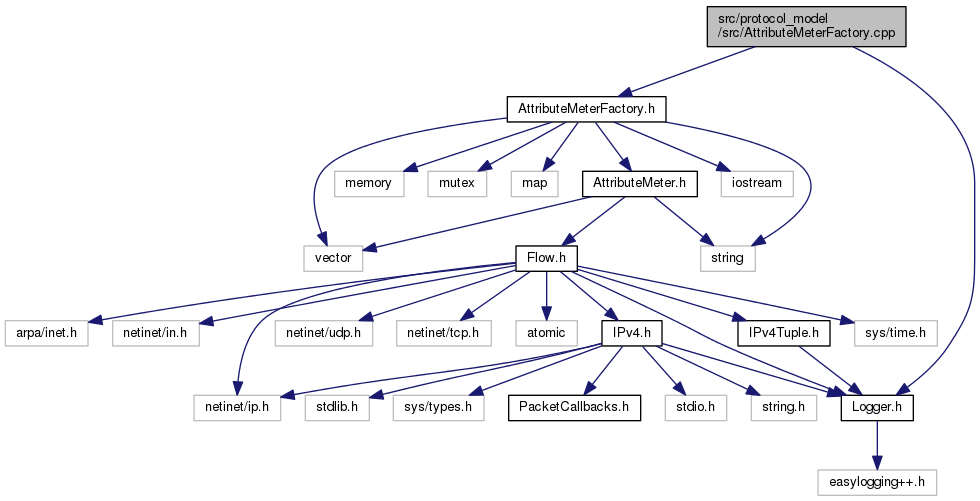 src/protocol_model
/src/AttributeMeterFactory.cpp
AttributeMeterFactory.h
memory
mutex
map
AttributeMeter.h
iostream
vector
Flow.h
string
arpa/inet.h
netinet/in.h
netinet/udp.h
netinet/tcp.h
atomic
IPv4.h
IPv4Tuple.h
sys/time.h
netinet/ip.h
stdlib.h
sys/types.h
PacketCallbacks.h
stdio.h
string.h
Logger.h
easylogging++.h